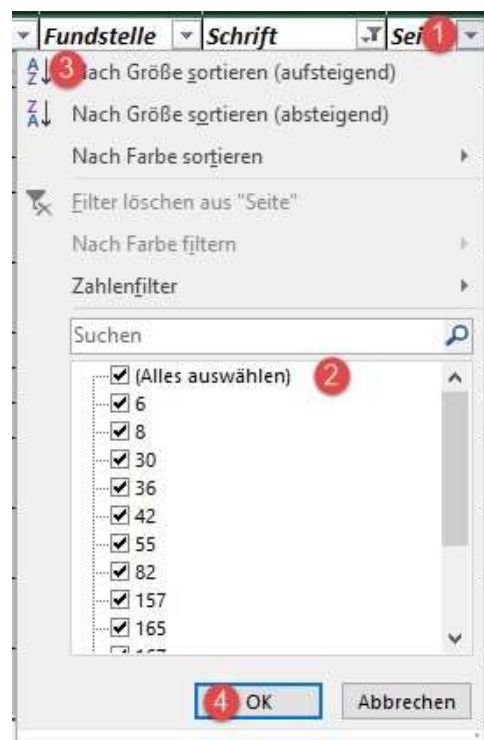 Fundstelle Schrift Sei 1
3 Nach Größe sortieren (aufsteigend)
Nach Größe sortieren (absteigend)
Nach Farbe sortieren
Filter löschen aus "Seite"
Nach Farbe filtern
Zahlenfilter
Suchen
(Alles auswählen) 2
6
8
30
36
42
55
82
157
165
4 OK Abbrechen